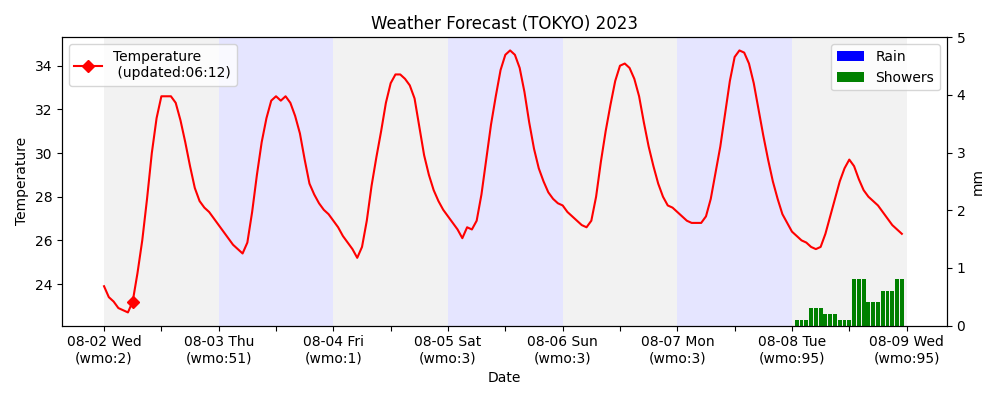 Weather Forecast (TOKYO) 2023
Temperature
(updated:06:12)
Rain
Showers
Temperature
34
32
30
28
26
24
5
4
3
2
1
0
mm
08-02 Wed
(wmo:2)
08-03 Thu
(wmo:51)
08-04 Fri
(wmo:1)
08-05 Sat
(wmo:3)
08-06 Sun
(wmo:3)
08-07 Mon
(wmo:3)
08-08 Tue
(wmo:95)
08-09 Wed
(wmo:95)
Date